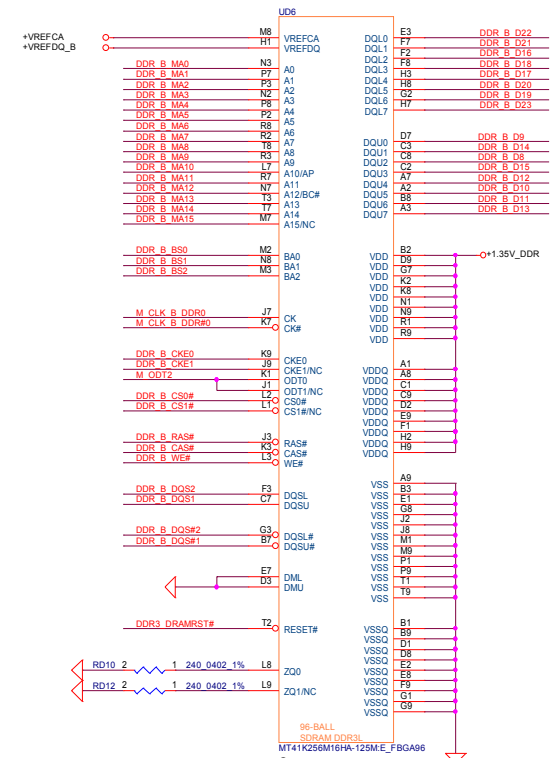 UD6
+VREFCA M8 VREFCA DQL0 E3 DDR_B_D22
+VREFDQ_B H1 VREFDQ DQL1 F7 DDR_B_D21
DQL2 F2 DDR_B_D16
DDR_B_MA0 N3 A0 DQL3 F8 DDR_B_D18
DDR_B_MA1 P7 A1 DQL4 H3 DDR_B_D17
DDR_B_MA2 P3 A2 DQL5 H8 DDR_B_D20
DDR_B_MA3 N2 A3 DQL6 G2 DDR_B_D19
DDR_B_MA4 P8 A4 DQL7 H7 DDR_B_D23
DDR_B_MA5 P2 A5
DDR_B_MA6 R8 A6
DDR_B_MA7 R2 A7 DQU0 D7 DDR_B_D9
DDR_B_MA8 T8 A8 DQU1 C3 DDR_B_D14
DDR_B_MA9 R3 A9 DQU2 C8 DDR_B_D8
DDR_B_MA10 L7 A10/AP DQU3 C2 DDR_B_D15
DDR_B_MA11 R7 A11 DQU4 A7 DDR_B_D12
DDR_B_MA12 N7 A12/BC# DQU5 A2 DDR_B_D10
DDR_B_MA13 T3 A13 DQU6 B8 DDR_B_D11
DDR_B_MA14 T7 A14 DQU7 A3 DDR_B_D13
DDR_B_MA15 M7 A15/NC
DDR_B_BS0 M2 BA0 VDD B2 +1.35V_DDR
DDR_B_BS1 N8 BA1 VDD D9
DDR_B_BS2 M3 BA2 VDD G7
VDD K2
VDD K8
VDD N1
M_CLK_B_DDR0 J7 CK VDD N9
M_CLK_B_DDR#0 K7 CK# VDD R1
VDD R9
DDR_B_CKE0 K9 CKE0
DDR_B_CKE1 J9 CKE1/NC VDDQ A1
M_ODT2 K1 ODT0 VDDQ A8
J1 ODT1/NC VDDQ C1
DDR_B_CS0# L2 CS0# VDDQ C9
DDR_B_CS1# L1 CS1#/NC VDDQ D2
VDDQ E9
VDDQ F1
DDR_B_RAS# J3 RAS# VDDQ H2
DDR_B_CAS# K3 CAS# VDDQ H9
DDR_B_WE# L3 WE#
DDR_B_DQS2 F3 DQSL VSS A9
DDR_B_DQS1 C7 DQSU VSS B3
VSS E1
VSS G8
DDR_B_DQS#2 G3 DQSL# VSS J2
DDR_B_DQS#1 B7 DQSU# VSS J8
VSS M1
VSS M9
E7 DML VSS P1
D3 DMU VSS P9
VSS T1
VSS T9
DDR3_DRAMRST# T2 RESET# VSSQ B1
VSSQ B9
VSSQ D1
VSSQ D8
RD10 2 1 240_0402_1% L8 ZQ0 VSSQ E2
VSSQ E8
RD12 2 1 240_0402_1% L9 ZQ1/NC VSSQ F9
VSSQ G1
VSSQ G9
96-BALL
SDRAM DDR3L
MT41K256M16HA-125M:E_FBGA96